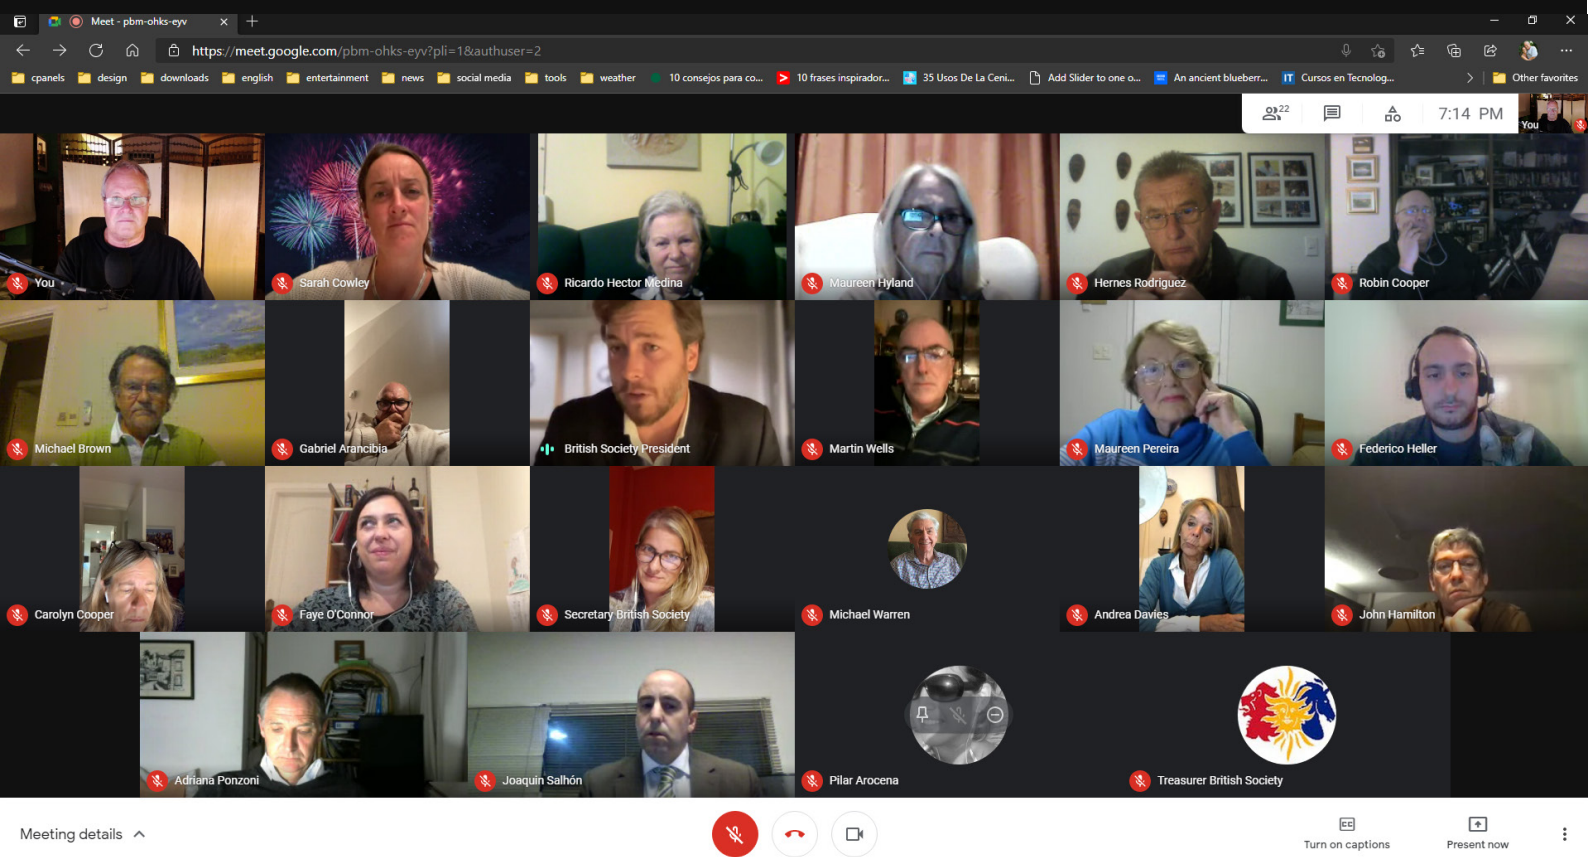 Meet - pbm-ohks-eyv
https://meet.google.com/pbm-ohks-eyv?pli=1&authuser=2
cpanels design downloads english entertainment news social media tools weather 10 consejos para co... 10 frases inspirador... 35 Usos De La Ceni... Add Slider to one o... An ancient blueberr... IT Cursos en Tecnolog... Other favorites
22 7:14 PM You
You Sarah Cowley Ricardo Hector Medina Maureen Hyland Hernes Rodriguez Robin Cooper
Michael Brown Gabriel Arancibia British Society President Martin Wells Maureen Pereira Federico Heller
Carolyn Cooper Faye O'Connor Secretary British Society Michael Warren Andrea Davies John Hamilton
Adriana Ponzoni Joaquin Salhón Pilar Arocena Treasurer British Society
Meeting details
CC
Turn on captions Present now